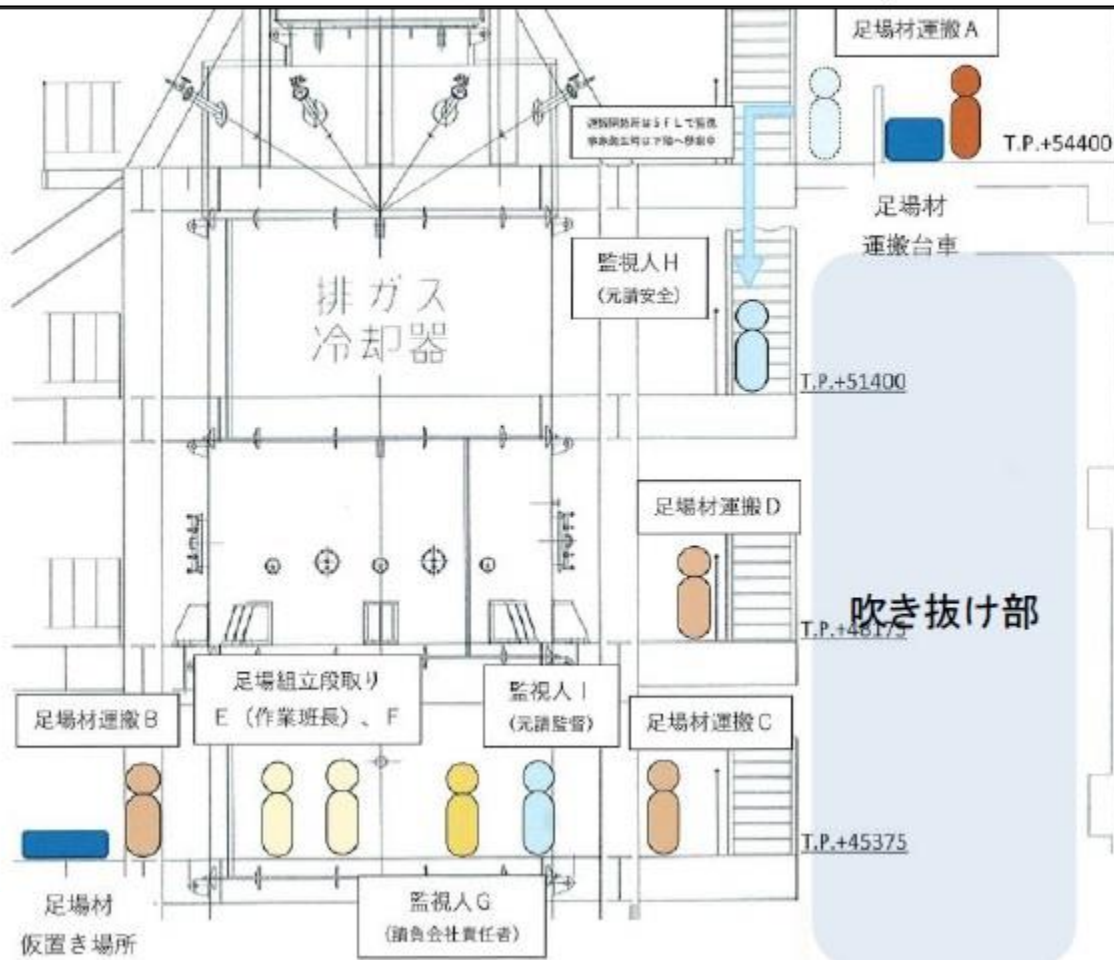 足場材運搬A
T.P.+54400
足場材
運搬台車
監視人H
(元請安全)
排ガス
冷却器
T.P.+51400
足場材運搬D
吹き抜け部
T.P.+48175
足場組立段取り
E（作業班長）、F
監視人I
(元請監督)
足場材運搬B
足場材運搬C
T.P.+45375
足場材
仮置き場所
監視人G
(請負会社責任者)